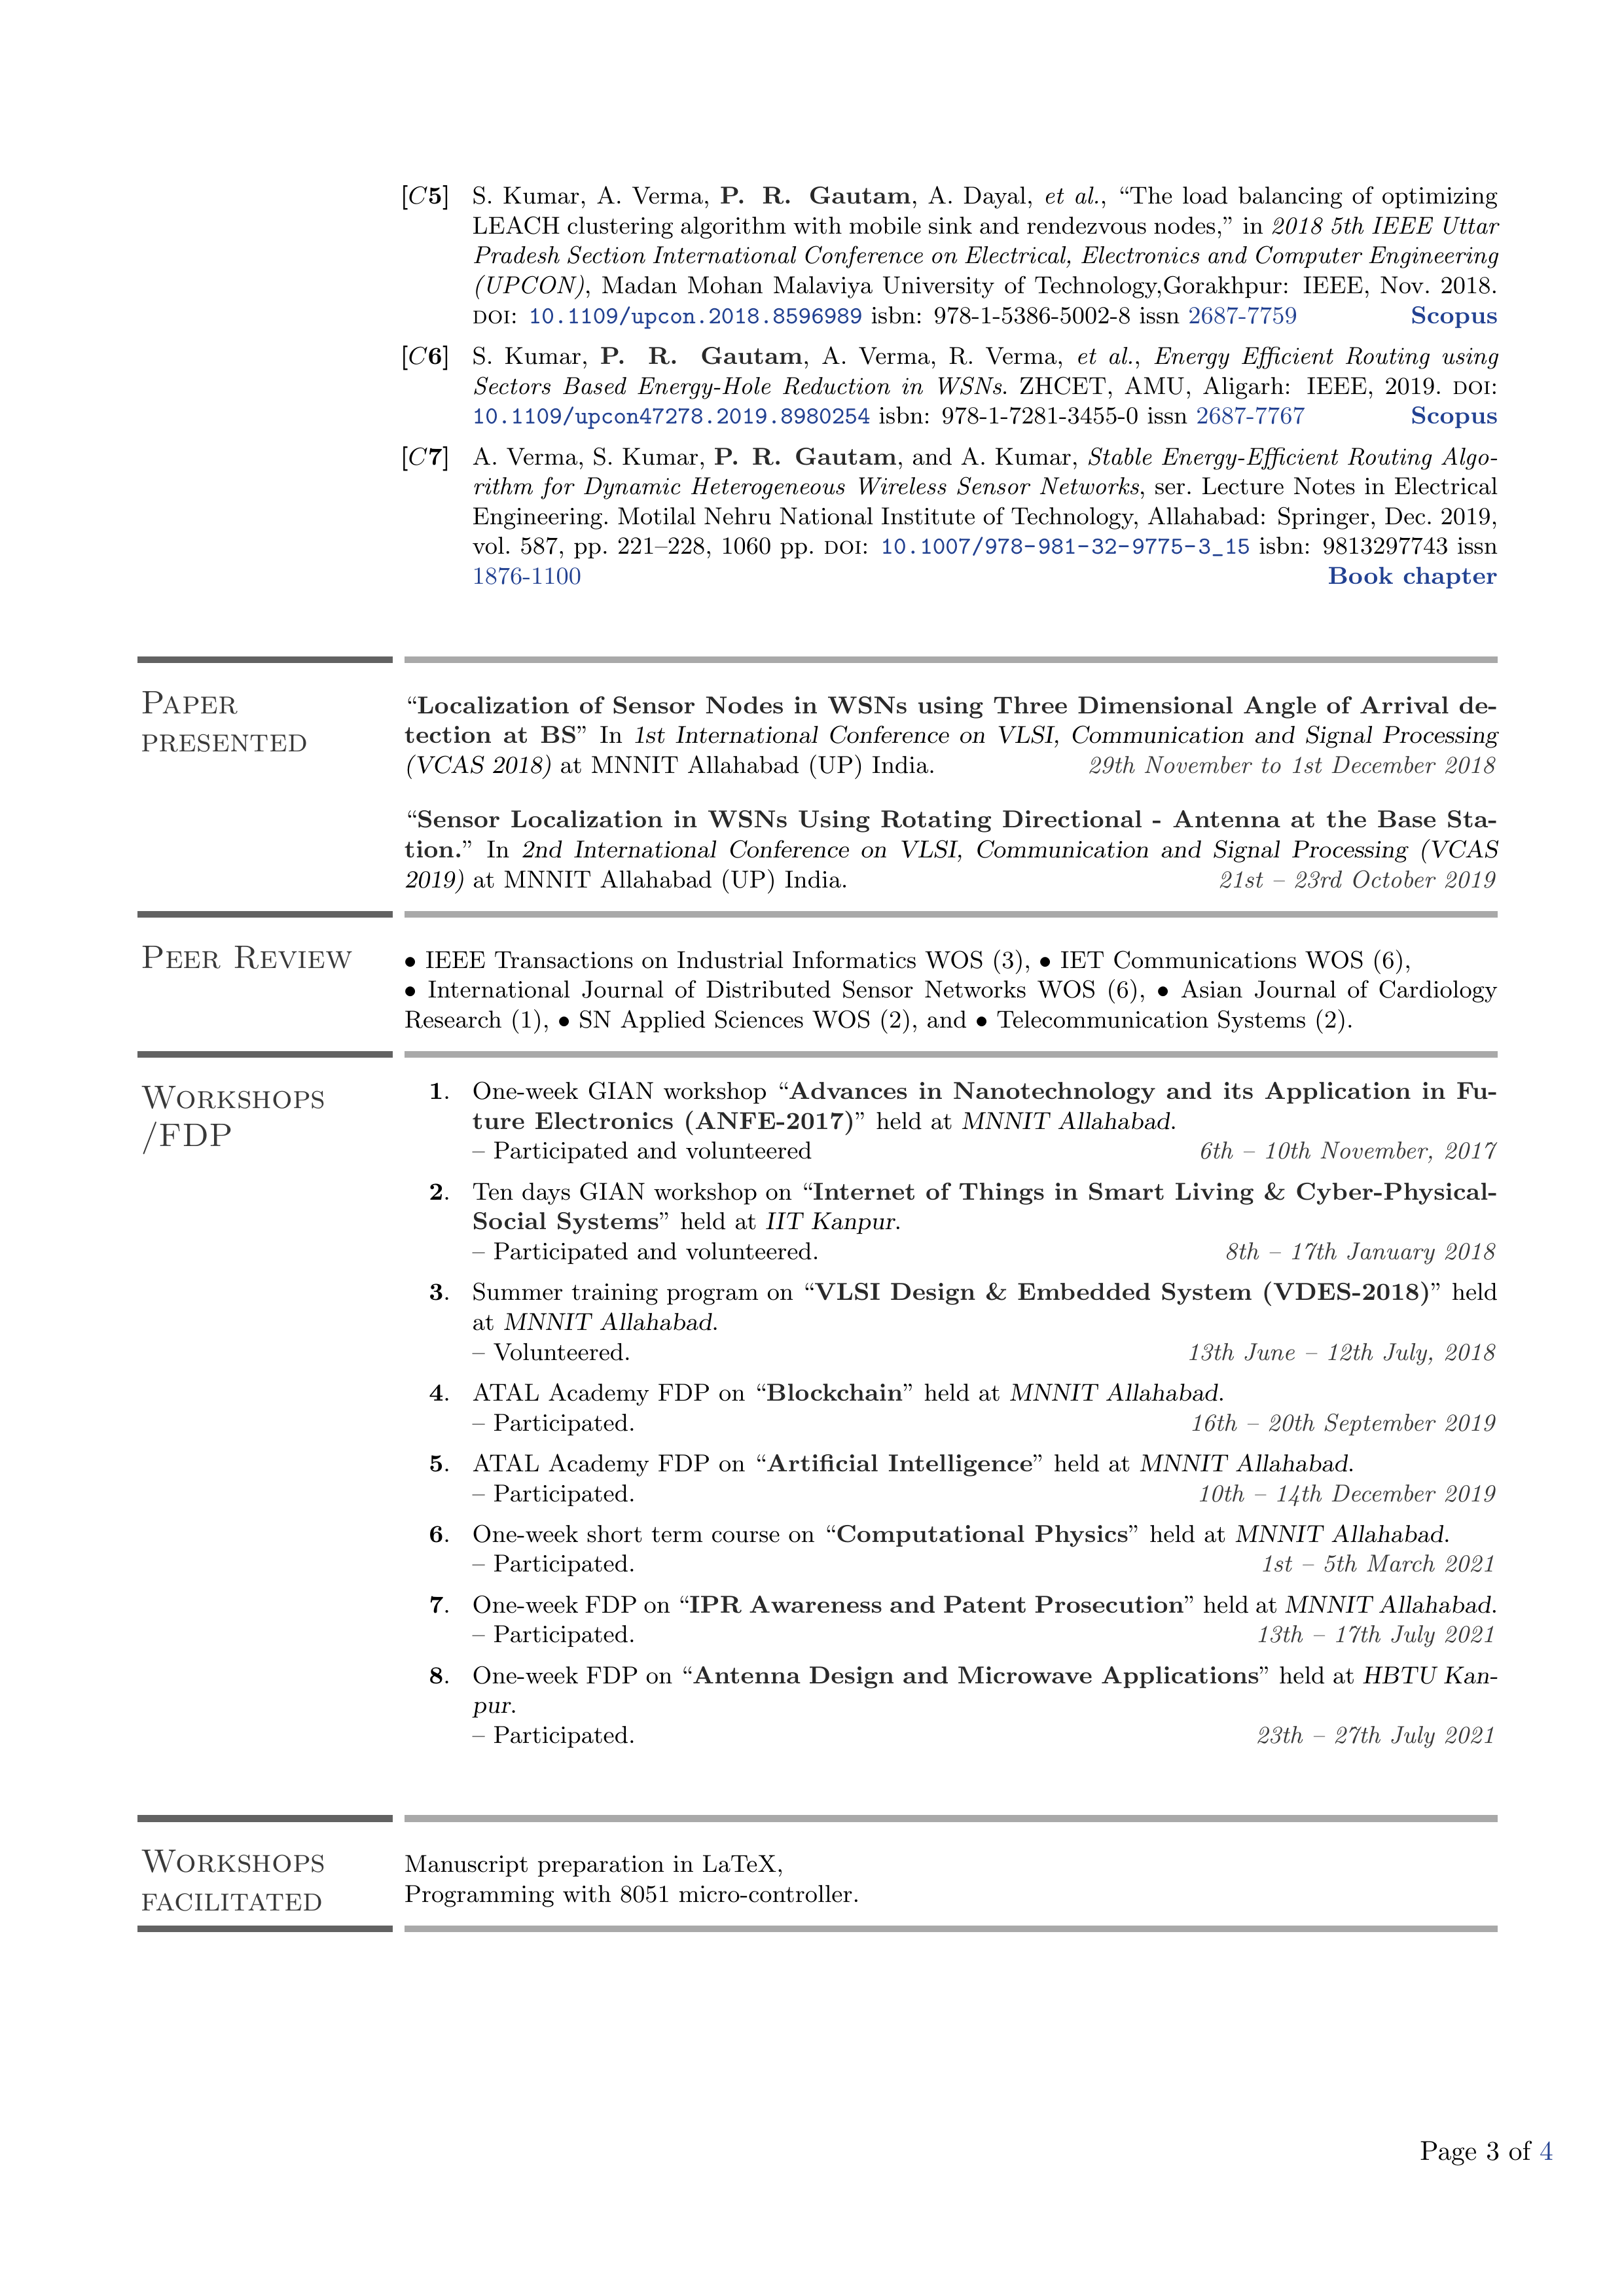 [C5] S. Kumar, A. Verma, P. R. Gautam, A. Dayal, et al., “The load balancing of optimizing
LEACH clustering algorithm with mobile sink and rendezvous nodes,” in 2018 5th IEEE Uttar
Pradesh Section International Conference on Electrical, Electronics and Computer Engineering
(UPCON), Madan Mohan Malaviya University of Technology,Gorakhpur: IEEE, Nov. 2018.
DOI: 10.1109/upcon.2018.8596989 isbn: 978-1-5386-5002-8 issn 2687-7759 Scopus
[C6] S. Kumar, P. R. Gautam, A. Verma, R. Verma, et al., Energy Efficient Routing using
Sectors Based Energy-Hole Reduction in WSNs. ZHCET, AMU, Aligarh: IEEE, 2019. DOI:
10.1109/upcon47278.2019.8980254 isbn: 978-1-7281-3455-0 issn 2687-7767 Scopus
[C7] A. Verma, S. Kumar, P. R. Gautam, and A. Kumar, Stable Energy-Efficient Routing Algo-
rithm for Dynamic Heterogeneous Wireless Sensor Networks, ser. Lecture Notes in Electrical
Engineering. Motilal Nehru National Institute of Technology, Allahabad: Springer, Dec. 2019,
vol. 587, pp. 221–228, 1060 pp. DOI: 10.1007/978-981-32-9775-3_15 isbn: 9813297743 issn
1876-1100 Book chapter
Paper
presented
“Localization of Sensor Nodes in WSNs using Three Dimensional Angle of Arrival de-
tection at BS” In 1st International Conference on VLSI, Communication and Signal Processing
(VCAS 2018) at MNNIT Allahabad (UP) India. 29th November to 1st December 2018
“Sensor Localization in WSNs Using Rotating Directional - Antenna at the Base Sta-
tion.” In 2nd International Conference on VLSI, Communication and Signal Processing (VCAS
2019) at MNNIT Allahabad (UP) India. 21st – 23rd October 2019
Peer Review
• IEEE Transactions on Industrial Informatics WOS (3), • IET Communications WOS (6),
• International Journal of Distributed Sensor Networks WOS (6), • Asian Journal of Cardiology
Research (1), • SN Applied Sciences WOS (2), and • Telecommunication Systems (2).
Workshops
/FDP
1. One-week GIAN workshop “Advances in Nanotechnology and its Application in Fu-
ture Electronics (ANFE-2017)” held at MNNIT Allahabad.
– Participated and volunteered 6th – 10th November, 2017
2. Ten days GIAN workshop on “Internet of Things in Smart Living & Cyber-Physical-
Social Systems” held at IIT Kanpur.
– Participated and volunteered. 8th – 17th January 2018
3. Summer training program on “VLSI Design & Embedded System (VDES-2018)” held
at MNNIT Allahabad.
– Volunteered. 13th June – 12th July, 2018
4. ATAL Academy FDP on “Blockchain” held at MNNIT Allahabad.
– Participated. 16th – 20th September 2019
5. ATAL Academy FDP on “Artificial Intelligence” held at MNNIT Allahabad.
– Participated. 10th – 14th December 2019
6. One-week short term course on “Computational Physics” held at MNNIT Allahabad.
– Participated. 1st – 5th March 2021
7. One-week FDP on “IPR Awareness and Patent Prosecution” held at MNNIT Allahabad.
– Participated. 13th – 17th July 2021
8. One-week FDP on “Antenna Design and Microwave Applications” held at HBTU Kan-
pur.
– Participated. 23th – 27th July 2021
Workshops
facilitated
Manuscript preparation in LaTeX,
Programming with 8051 micro-controller.
Page 3 of 4